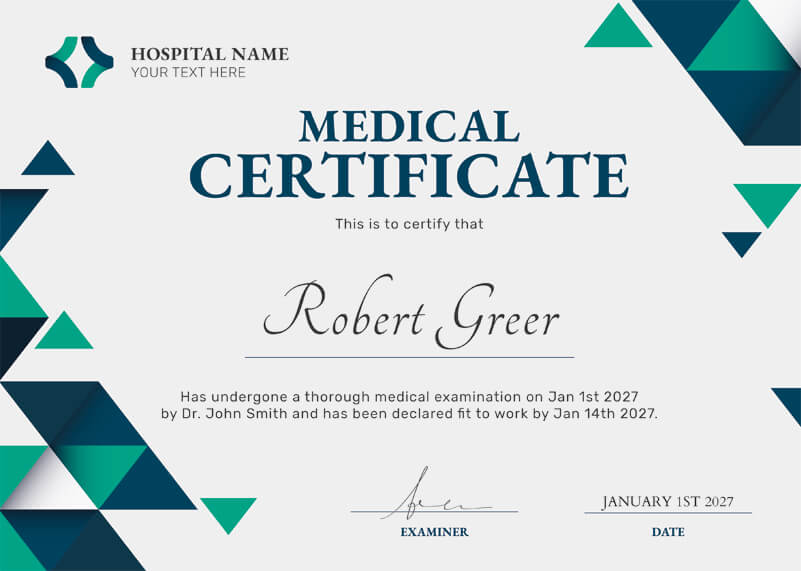 HOSPITAL NAME
YOUR TEXT HERE
MEDICAL
CERTIFICATE
This is to certify that
Robert Greer
Has undergone a thorough medical examination on Jan 1st 2027
by Dr. John Smith and has been declared fit to work by Jan 14th 2027.
JANUARY 1ST 2027
EXAMINER
DATE